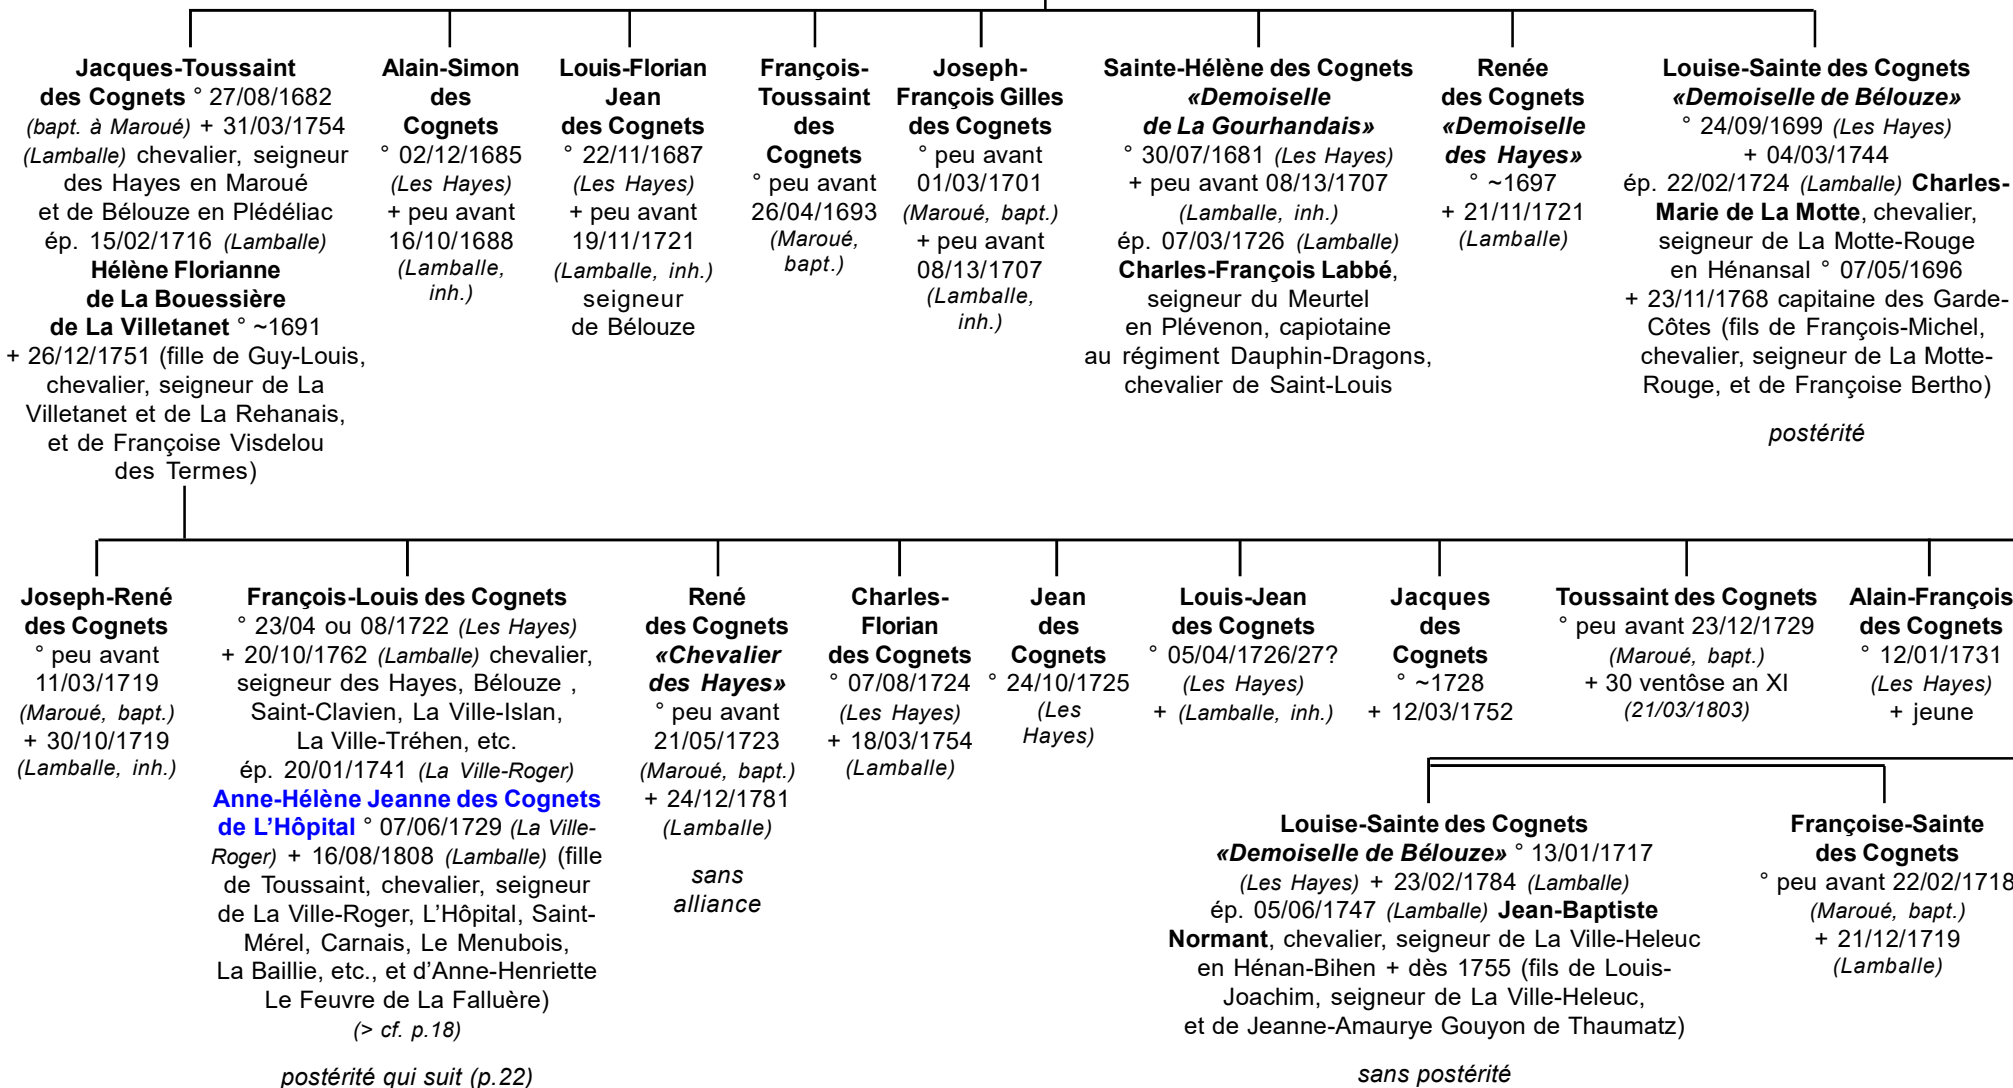 Jacques-Toussaint
des Cognets ° 27/08/1682
(bapt. à Maroué) + 31/03/1754
(Lamballe) chevalier, seigneur
des Hayes en Maroué
et de Bélouze en Plédéliac
ép. 15/02/1716 (Lamballe)
Hélène Florianne
de La Bouessière
de La Villetanet ° ~1691
+ 26/12/1751 (fille de Guy-Louis,
chevalier, seigneur de La
Villetanet et de La Rehanais,
et de Françoise Visdelou
des Termes)
Alain-Simon
des
Cognets
° 02/12/1685
(Les Hayes)
+ peu avant
16/10/1688
(Lamballe,
inh.)
Louis-Florian
Jean
des Cognets
° 22/11/1687
(Les Hayes)
+ peu avant
19/11/1721
(Lamballe, inh.)
seigneur
de Bélouze
François-
Toussaint
des
Cognets
° peu avant
26/04/1693
(Maroué,
bapt.)
Joseph-
François Gilles
des Cognets
° peu avant
01/03/1701
(Maroué, bapt.)
+ peu avant
08/13/1707
(Lamballe,
inh.)
Sainte-Hélène des Cognets
«Demoiselle
de La Gourhandais»
° 30/07/1681 (Les Hayes)
+ peu avant 08/13/1707
(Lamballe, inh.)
ép. 07/03/1726 (Lamballe)
Charles-François Labbé,
seigneur du Meurtel
en Plévenon, capiotaine
au régiment Dauphin-Dragons,
chevalier de Saint-Louis
Renée
des Cognets
«Demoiselle
des Hayes»
° ~1697
+ 21/11/1721
(Lamballe)
Louise-Sainte des Cognets
«Demoiselle de Bélouze»
° 24/09/1699 (Les Hayes)
+ 04/03/1744
ép. 22/02/1724 (Lamballe) Charles-
Marie de La Motte, chevalier,
seigneur de La Motte-Rouge
en Hénansal ° 07/05/1696
+ 23/11/1768 capitaine des Garde-
Côtes (fils de François-Michel,
chevalier, seigneur de La Motte-
Rouge, et de Françoise Bertho)
postérité
Joseph-René
des Cognets
° peu avant
11/03/1719
(Maroué, bapt.)
+ 30/10/1719
(Lamballe, inh.)
François-Louis des Cognets
° 23/04 ou 08/1722 (Les Hayes)
+ 20/10/1762 (Lamballe) chevalier,
seigneur des Hayes, Bélouze ,
Saint-Clavien, La Ville-Islan,
La Ville-Tréhen, etc.
ép. 20/01/1741 (La Ville-Roger)
Anne-Hélène Jeanne des Cognets
de L'Hôpital ° 07/06/1729 (La Ville-
Roger) + 16/08/1808 (Lamballe) (fille
de Toussaint, chevalier, seigneur
de La Ville-Roger, L'Hôpital, Saint-
Mérel, Carnais, Le Menubois,
La Baillie, etc., et d'Anne-Henriette
Le Feuvre de La Falluère)
(> cf. p.18)
postérité qui suit (p.22)
René
des Cognets
«Chevalier
des Hayes»
° peu avant
21/05/1723
(Maroué, bapt.)
+ 24/12/1781
(Lamballe)
sans
alliance
Charles-
Florian
des Cognets
° 07/08/1724
(Les Hayes)
+ 18/03/1754
(Lamballe)
Jean
des
Cognets
° 24/10/1725
(Les
Hayes)
Louis-Jean
des Cognets
° 05/04/1726/27?
(Les Hayes)
+ (Lamballe, inh.)
Jacques
des
Cognets
° ~1728
+ 12/03/1752
Toussaint des Cognets
° peu avant 23/12/1729
(Maroué, bapt.)
+ 30 ventôse an XI
(21/03/1803)
Alain-François
des Cognets
° 12/01/1731
(Les Hayes)
+ jeune
Louise-Sainte des Cognets
«Demoiselle de Bélouze» ° 13/01/1717
(Les Hayes) + 23/02/1784 (Lamballe)
ép. 05/06/1747 (Lamballe) Jean-Baptiste
Normant, chevalier, seigneur de La Ville-Heleuc
en Hénan-Bihen + dès 1755 (fils de Louis-
Joachim, seigneur de La Ville-Heleuc,
et de Jeanne-Amaurye Gouyon de Thaumatz)
sans postérité
Françoise-Sainte
des Cognets
° peu avant 22/02/1718
(Maroué, bapt.)
+ 21/12/1719
(Lamballe)